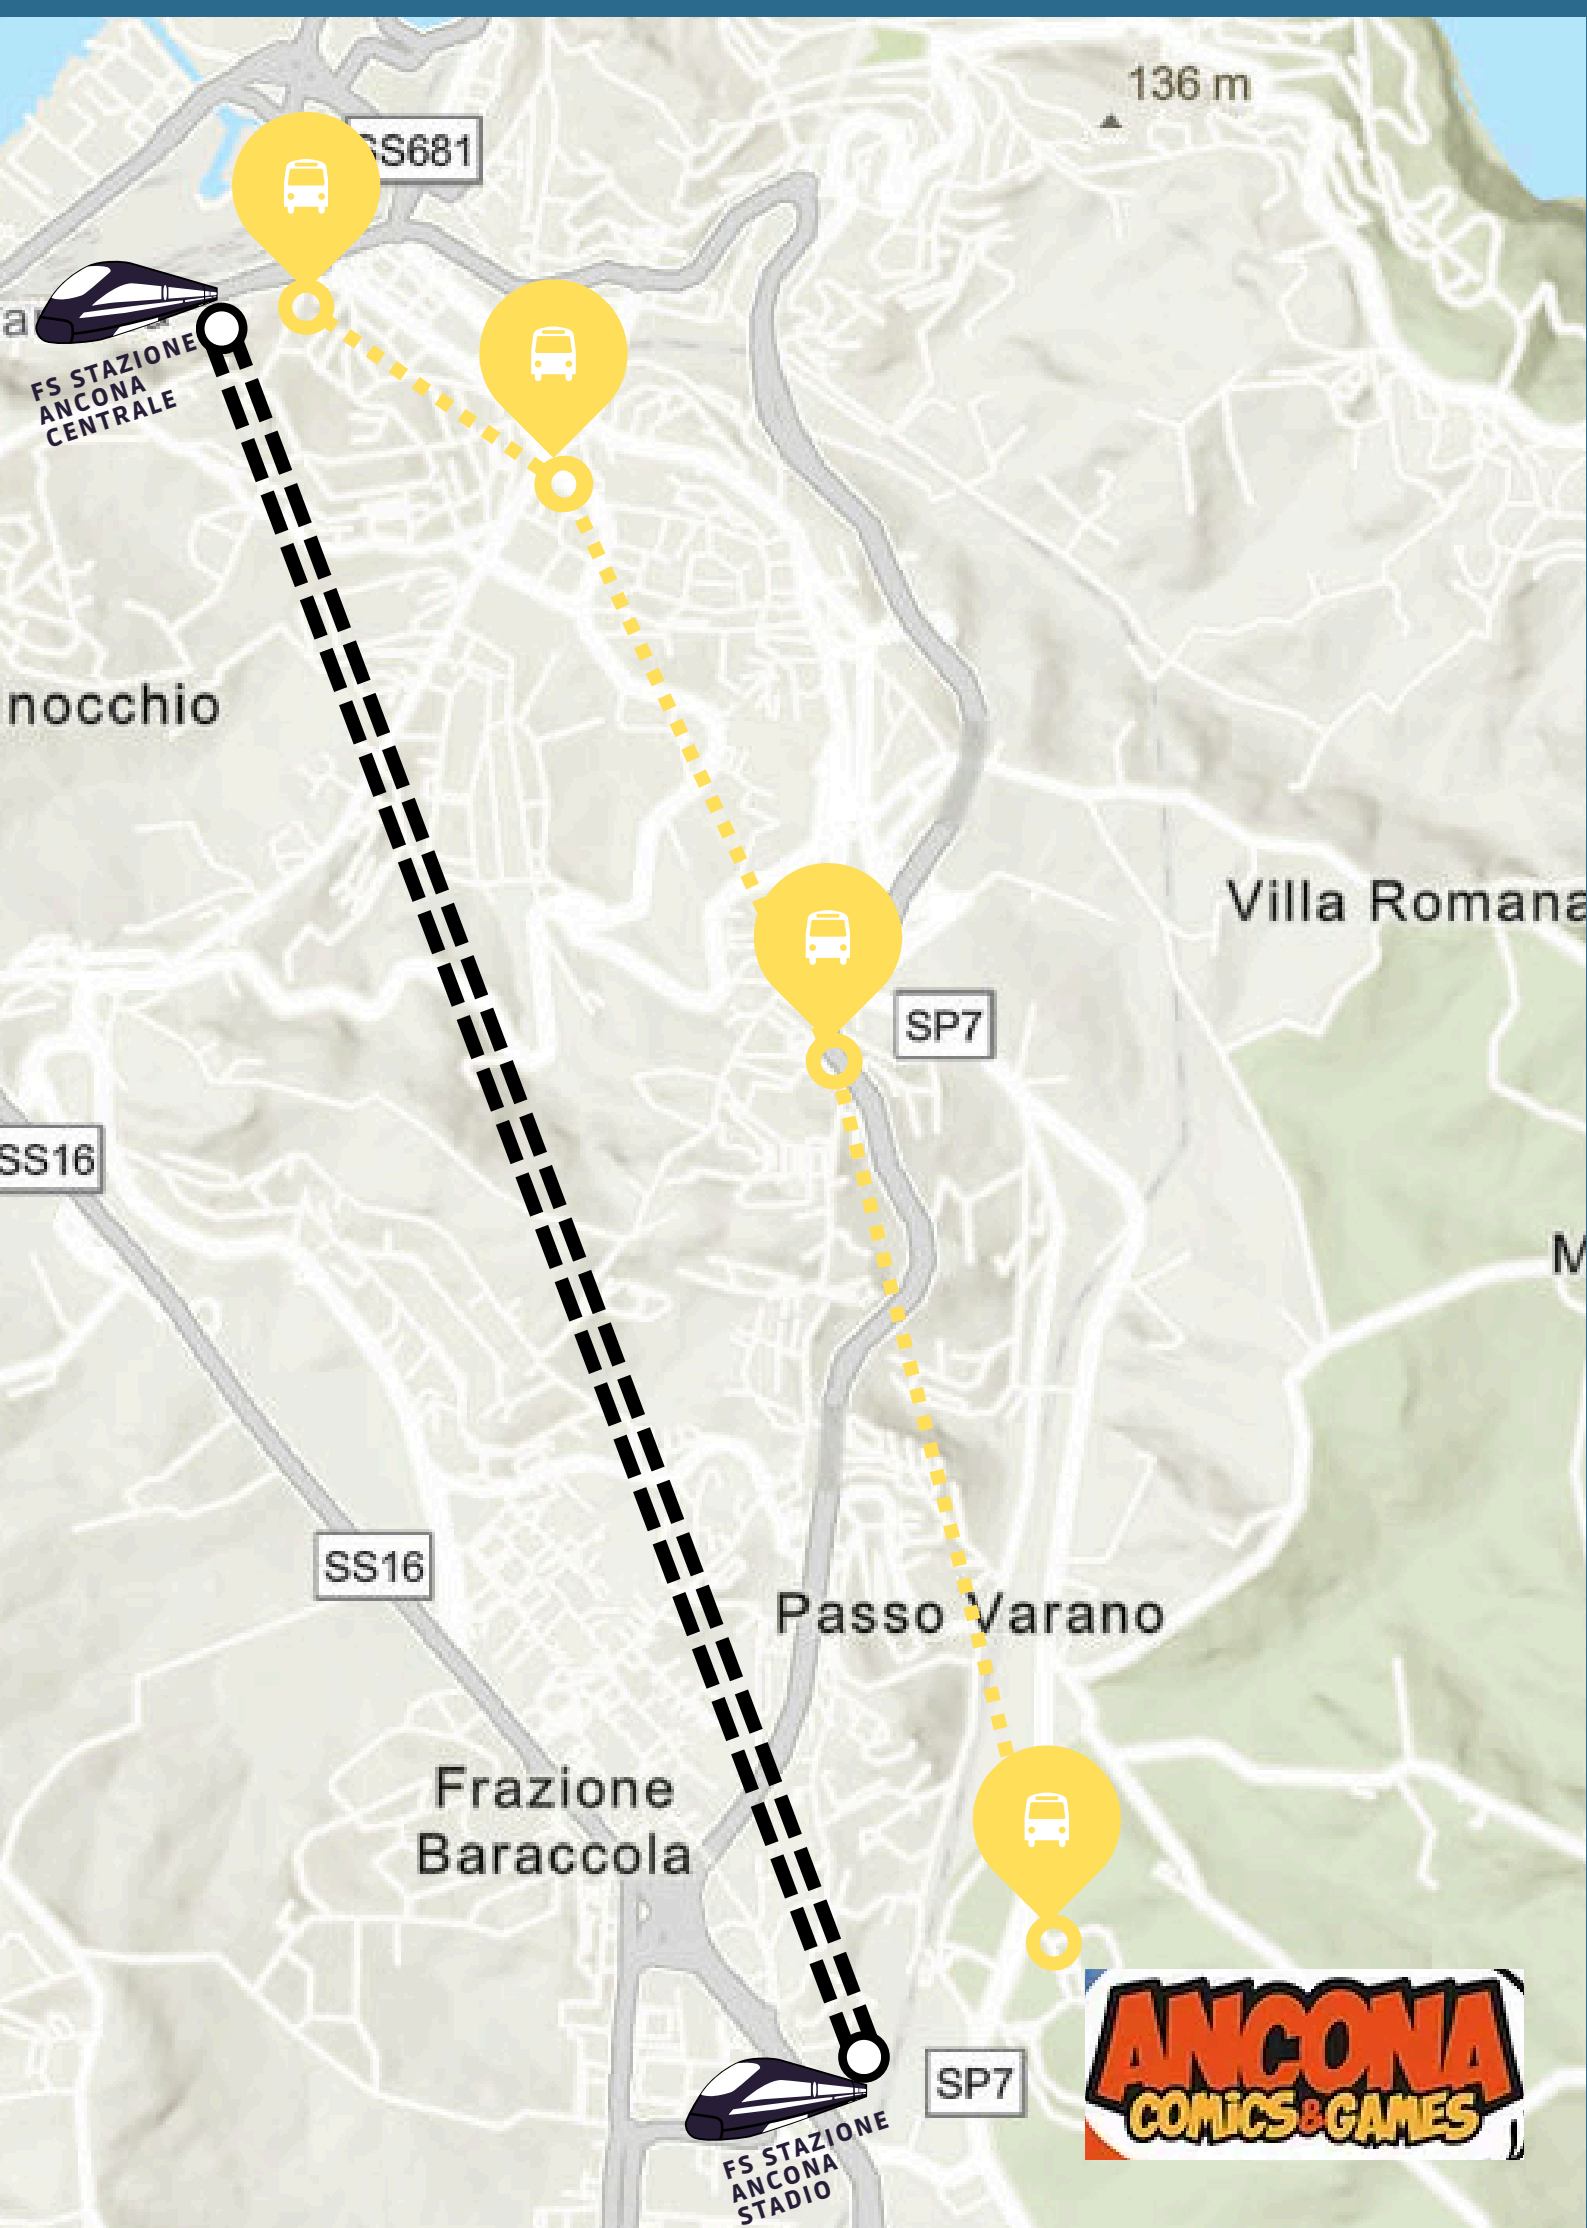 136 m
SS681
FS STAZIONE
ANCONA
CENTRALE
nocchio
Villa Romana
SP7
SS16
M
SS16
Passo Varano
Frazione
Baraccola
SP7
ANCONA
COMICS&GAMES
FS STAZIONE
ANCONA
STADIO